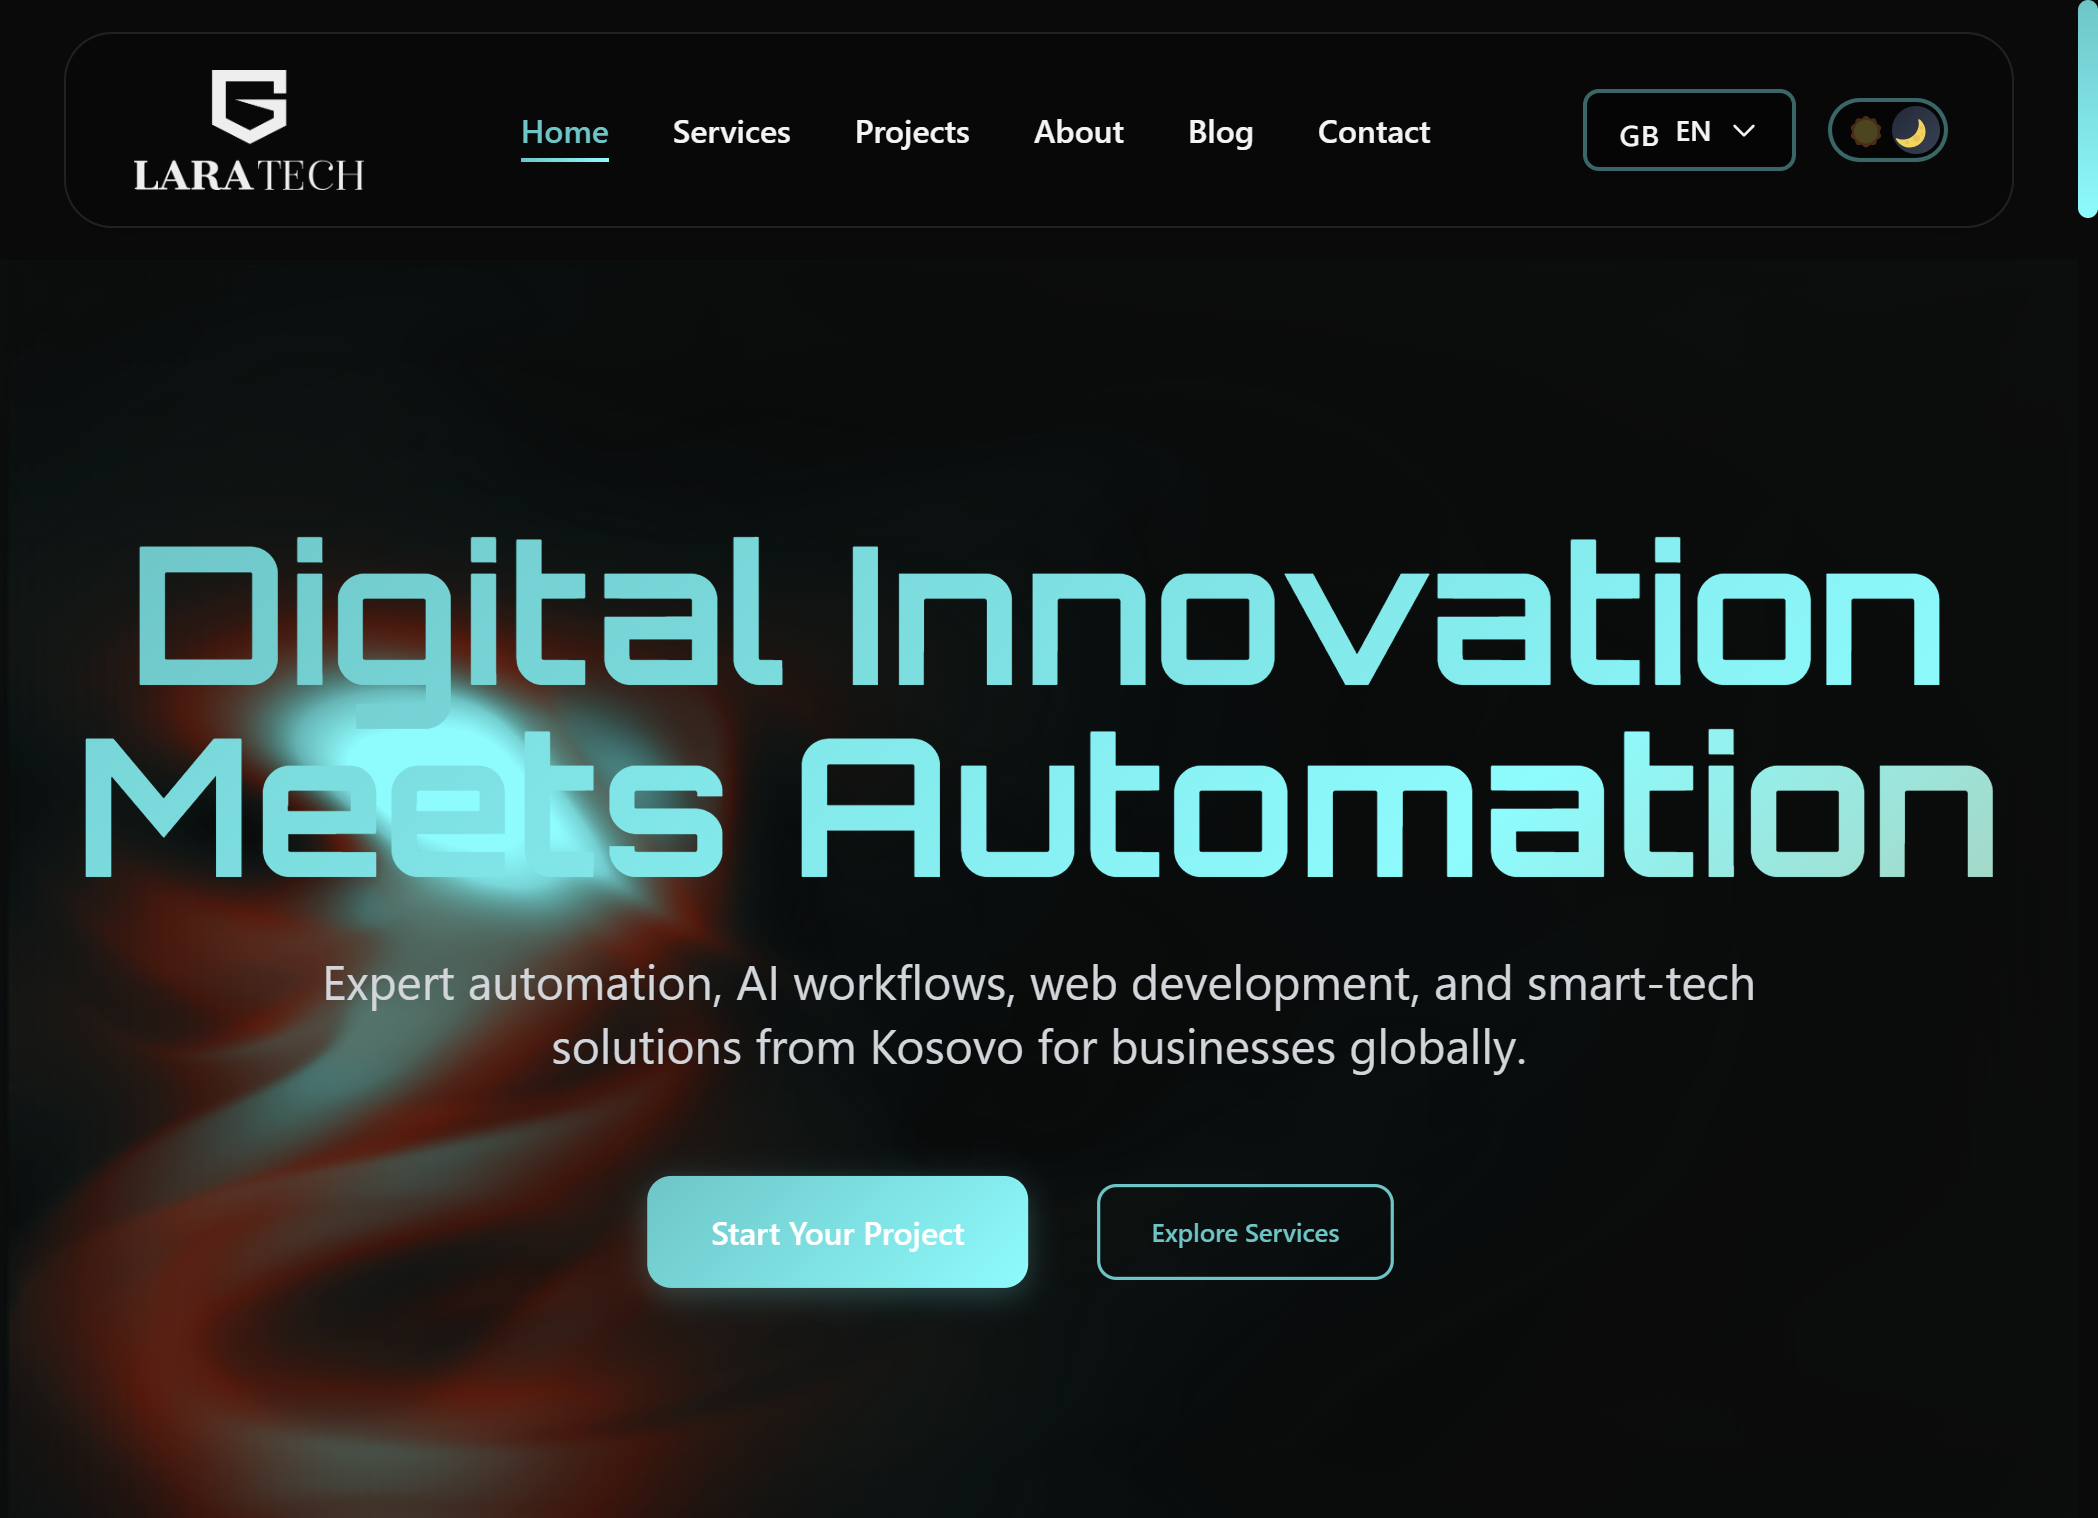 LARATECH
Home Services Projects About Blog Contact
GB EN
Digital Innovation
Meets Automation
Expert automation, AI workflows, web development, and smart-tech
solutions from Kosovo for businesses globally.
Start Your Project Explore Services